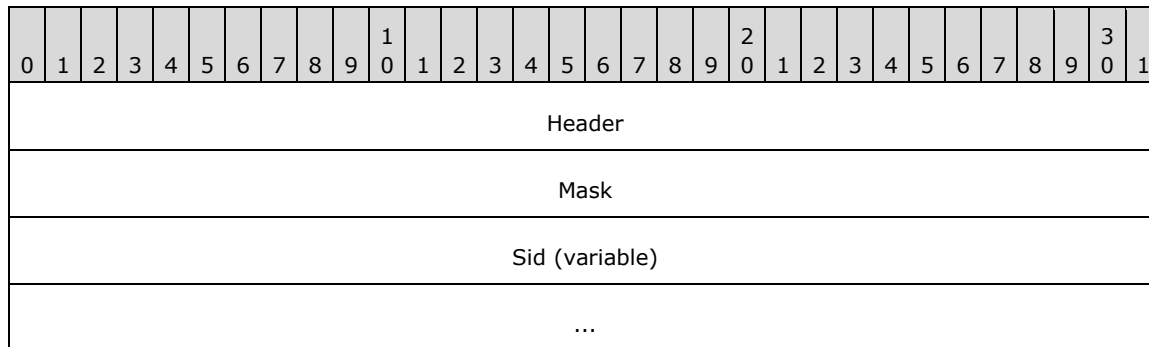 1 2 3
0 1 2 3 4 5 6 7 8 9 0 1 2 3 4 5 6 7 8 9 0 1 2 3 4 5 6 7 8 9 0 1
Header
Mask
Sid (variable)
...